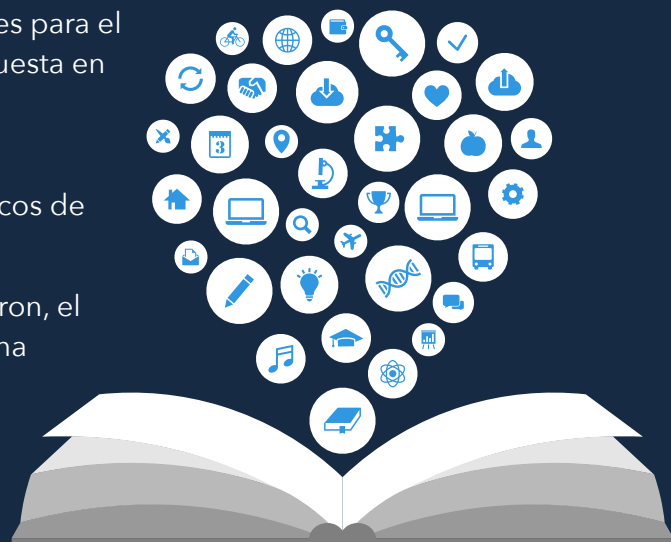 es para el
uesta en
cos de
ron, el
na
3